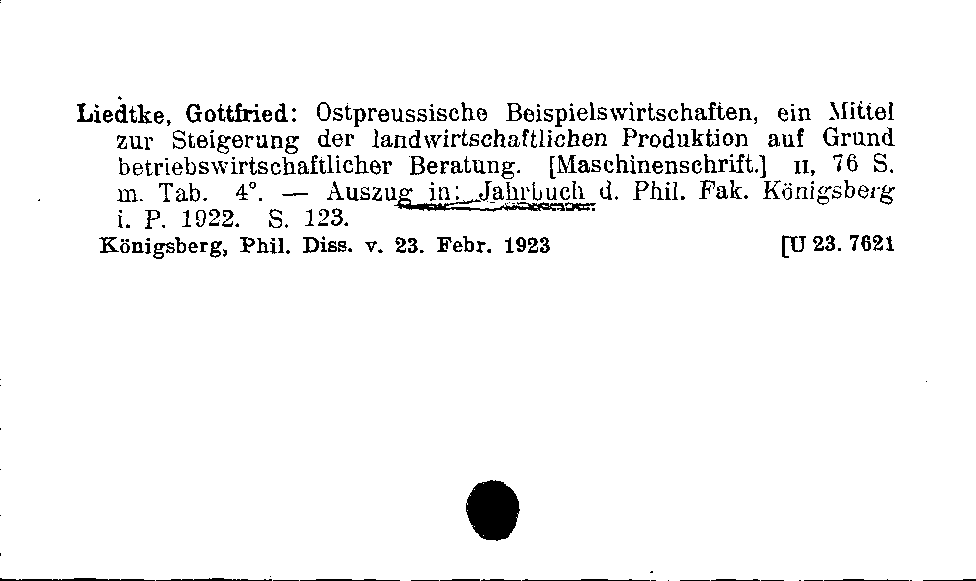 Liedtke, Gottfried: Ostpreussische Beispielswirtschaften, ein Mittel
zur Steigerung der landwirtschaftlichen Produktion auf Grund
betriebswirtschaftlicher Beratung. [Maschinenschrift.] II, 76 S.
m. Tab. 4°. — Auszug in: Jahrbuch d. Phil. Fak. Königsberg
i. P. 1922. S. 123.
Königsberg, Phil. Diss. v. 23. Febr. 1923 [U 23. 7621